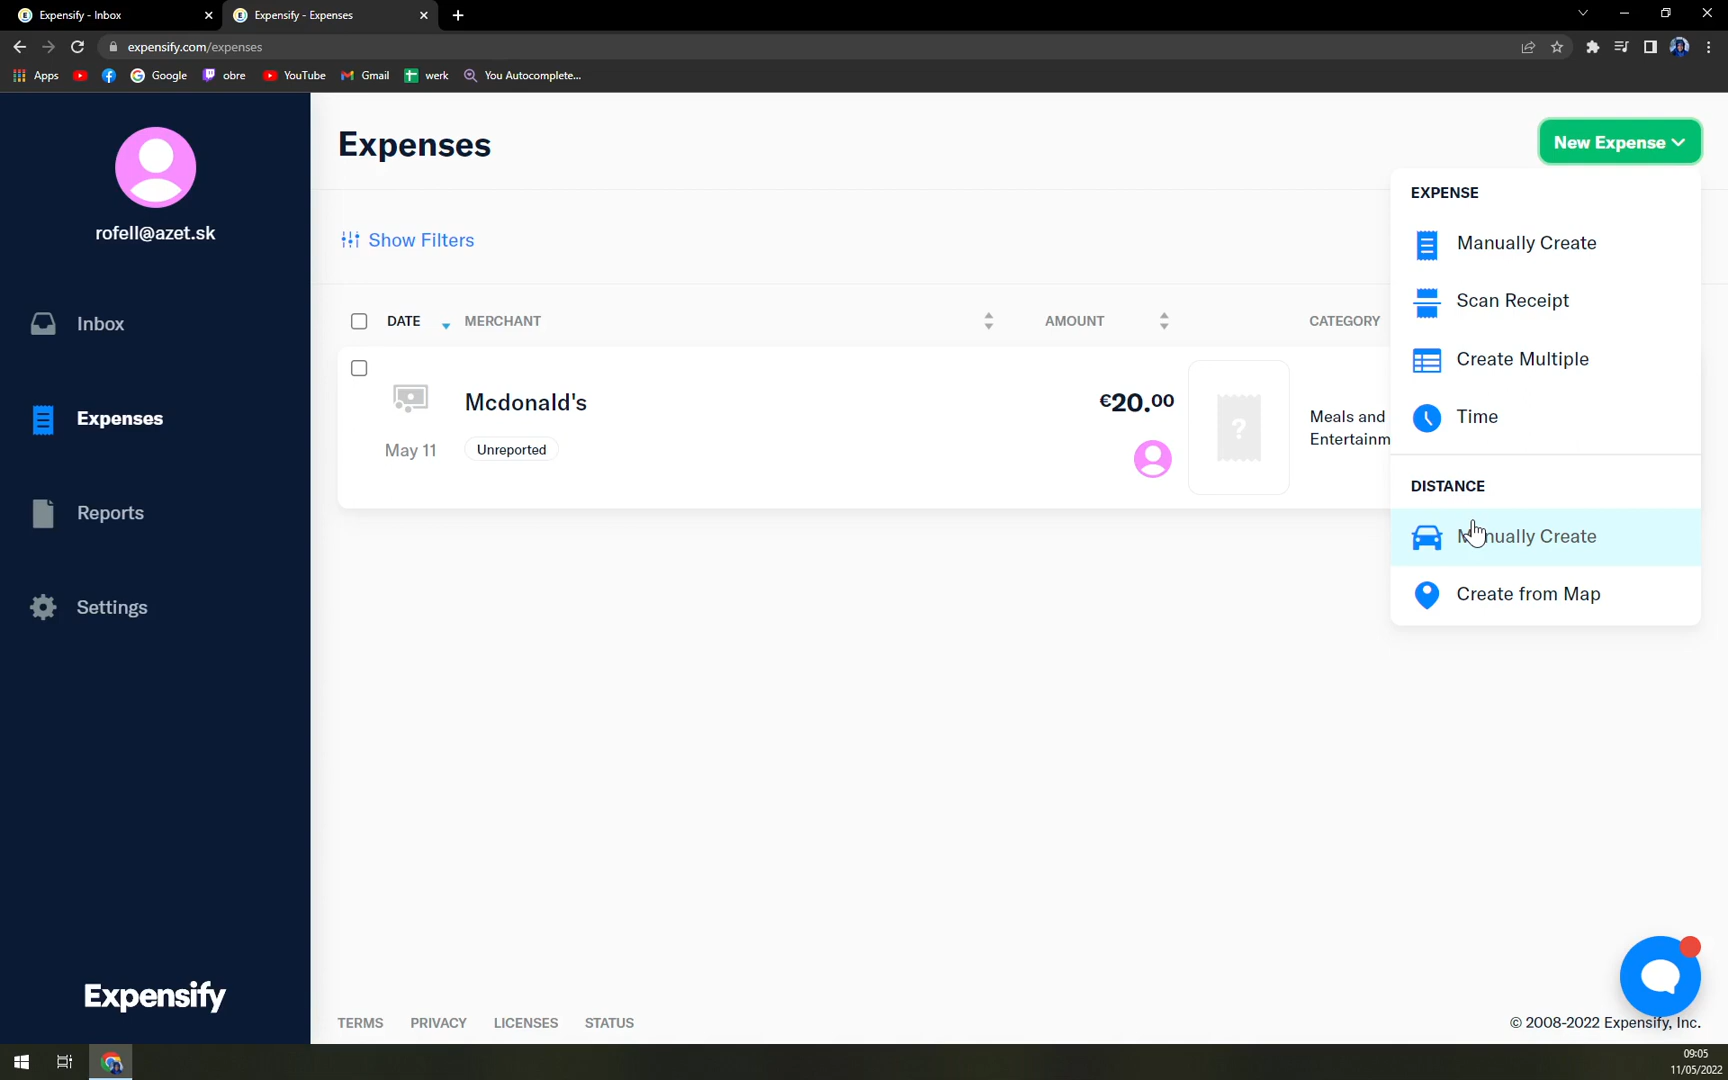 Expensify - Inbox
Expensify - Expenses
expensify.com/expenses
Apps
Google
obre
YouTube
Gmail
werk
You Autocomplete...
rofell@azet.sk
Inbox
Expenses
Reports
Settings
Expensify
Expenses
New Expense
Show Filters
DATE
MERCHANT
AMOUNT
CATEGORY
May 11
Mcdonald's
Unreported
€20.00
?
Meals and
Entertainm
EXPENSE
Manually Create
Scan Receipt
Create Multiple
Time
DISTANCE
Manually Create
Create from Map
TERMS
PRIVACY
LICENSES
STATUS
© 2008-2022 Expensify, Inc.
09:05
11/05/2022